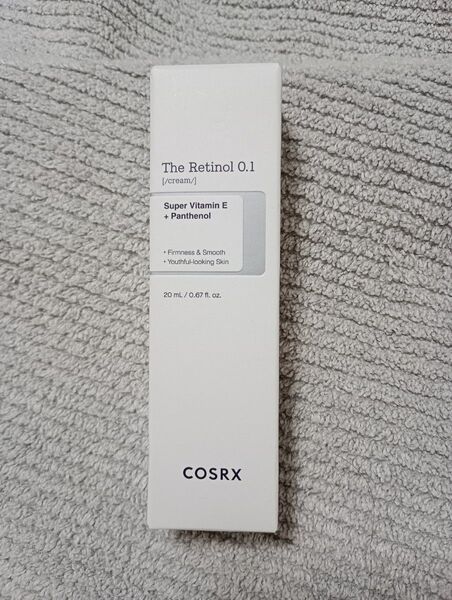 The Retinol 0.1
[/cream/]
Super Vitamin E
+ Panthenol
• Firmness & Smooth
• Youthful-looking Skin
20 mL / 0.67 fl. oz.
COSRX